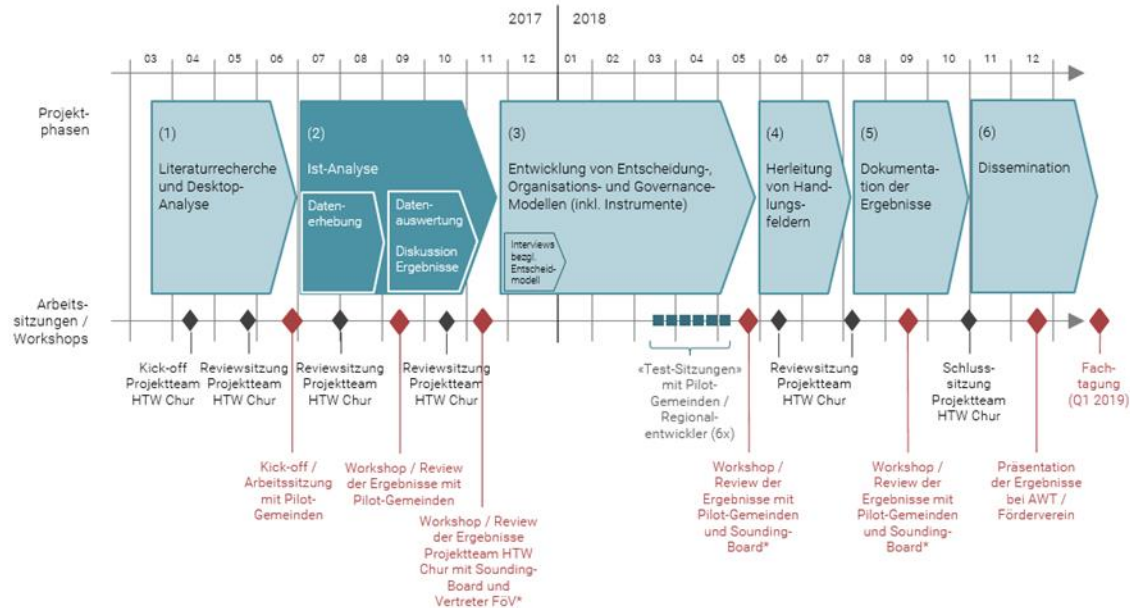 2017 2018
03 04 05 06 07 08 09 10 11 12 01 02 03 04 05 06 07 08 09 10 11 12
Projekt-
phasen
(1)
Literaturrecherche
und Desktop-
Analyse
(2)
Ist-Analyse
Daten-
erhebung
Daten-
auswertung
Diskussion
Ergebnisse
(3)
Entwicklung von Entscheidung-,
Organisations- und Governance-
Modellen (inkl. Instrumente)
Interviews
bezgl.
Entscheid-
modell
(4)
Herleitung
von Hand-
lungs-
feldern
(5)
Dokumenta-
tion der
Ergebnisse
(6)
Dissemination
Arbeits-
sitzungen /
Workshops
Kick-off
Projektteam
HTW Chur
Reviewsitzung
Projektteam
HTW Chur
Reviewsitzung
Projektteam
HTW Chur
Reviewsitzung
Projektteam
HTW Chur
«Test-Sitzungen»
mit Pilot-
Gemeinden /
Regional-
entwickler (6x)
Reviewsitzung
Projektteam
HTW Chur
Schluss-
sitzung
Projektteam
HTW Chur
Fach-
tagung
(Q1 2019)
Kick-off /
Arbeitssitzung
mit Pilot-
Gemeinden
Workshop / Review
der Ergebnisse mit
Pilot-Gemeinden
Workshop / Review
der Ergebnisse
Projektteam HTW
Chur mit Sounding-
Board und
Vertreter FöV*
Workshop /
Review der
Ergebnisse mit
Pilot-Gemeinden
und Sounding-
Board*
Workshop /
Review der
Ergebnisse mit
Pilot-Gemeinden
und Sounding-
Board*
Präsentation
der Ergebnisse
bei AWT /
Förderverein